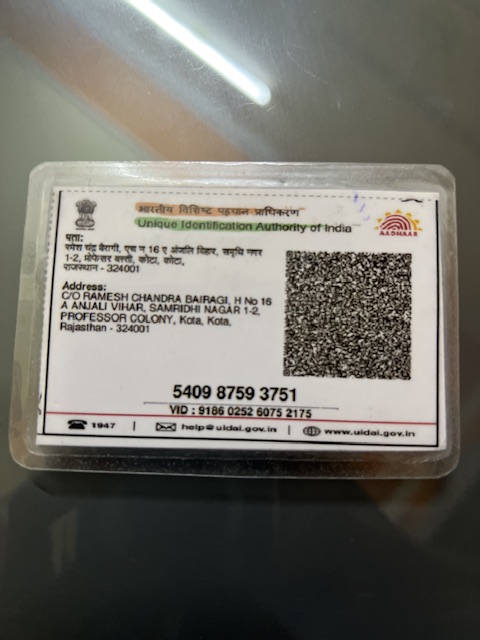 भारतीय विशिष्ट पहचान प्राधिकरण
Unique Identification Authority of India
AADHAAR
पता:
रमेश चंद्र बैरागी, एच न 16 ए अंजलि विहार, समृधि नगर
1-2, प्रोफेसर बस्ती, कोटा, कोटा,
राजस्थान - 324001
Address:
C/O RAMESH CHANDRA BAIRAGI, H No 16
A ANJALI VIHAR, SAMRIDHI NAGAR 1-2,
PROFESSOR COLONY, Kota, Kota,
Rajasthan - 324001
5409 8759 3751
VID : 9186 0252 6075 2175
1947 | help@uidai.gov.in | www.uidai.gov.in